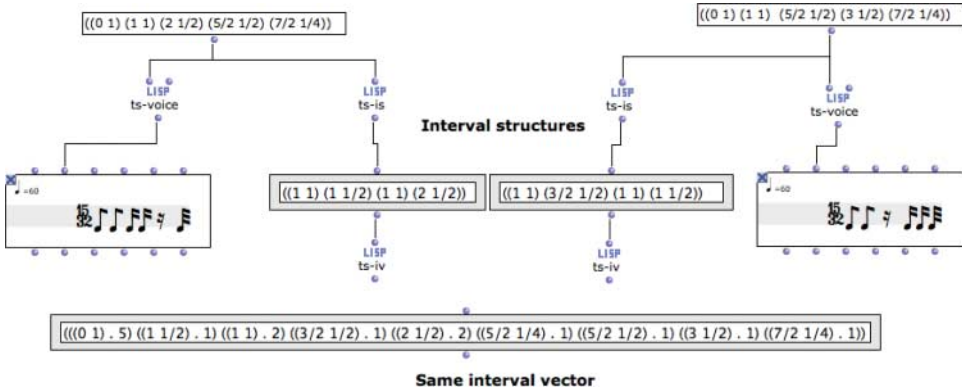 ((0 1) (1 1) (2 1/2) (5/2 1/2) (7/2 1/4))
((0 1) (1 1)  (5/2 1/2) (3 1/2) (7/2 1/4))
LISP
ts-voice
LISP
ts-is
LISP
ts-is
LISP
ts-voice
Interval structures
=60
15
32
((1 1) (1 1/2) (1 1) (2 1/2))
((1 1) (3/2 1/2) (1 1) (1 1/2))
=60
15
32
LISP
ts-iv
LISP
ts-iv
(((0 1) . 5) ((1 1/2) . 1) ((1 1) . 2) ((3/2 1/2) . 1) ((2 1/2) . 2) ((5/2 1/4) . 1) ((5/2 1/2) . 1) ((3 1/2) . 1) ((7/2 1/4) . 1))
Same interval vector